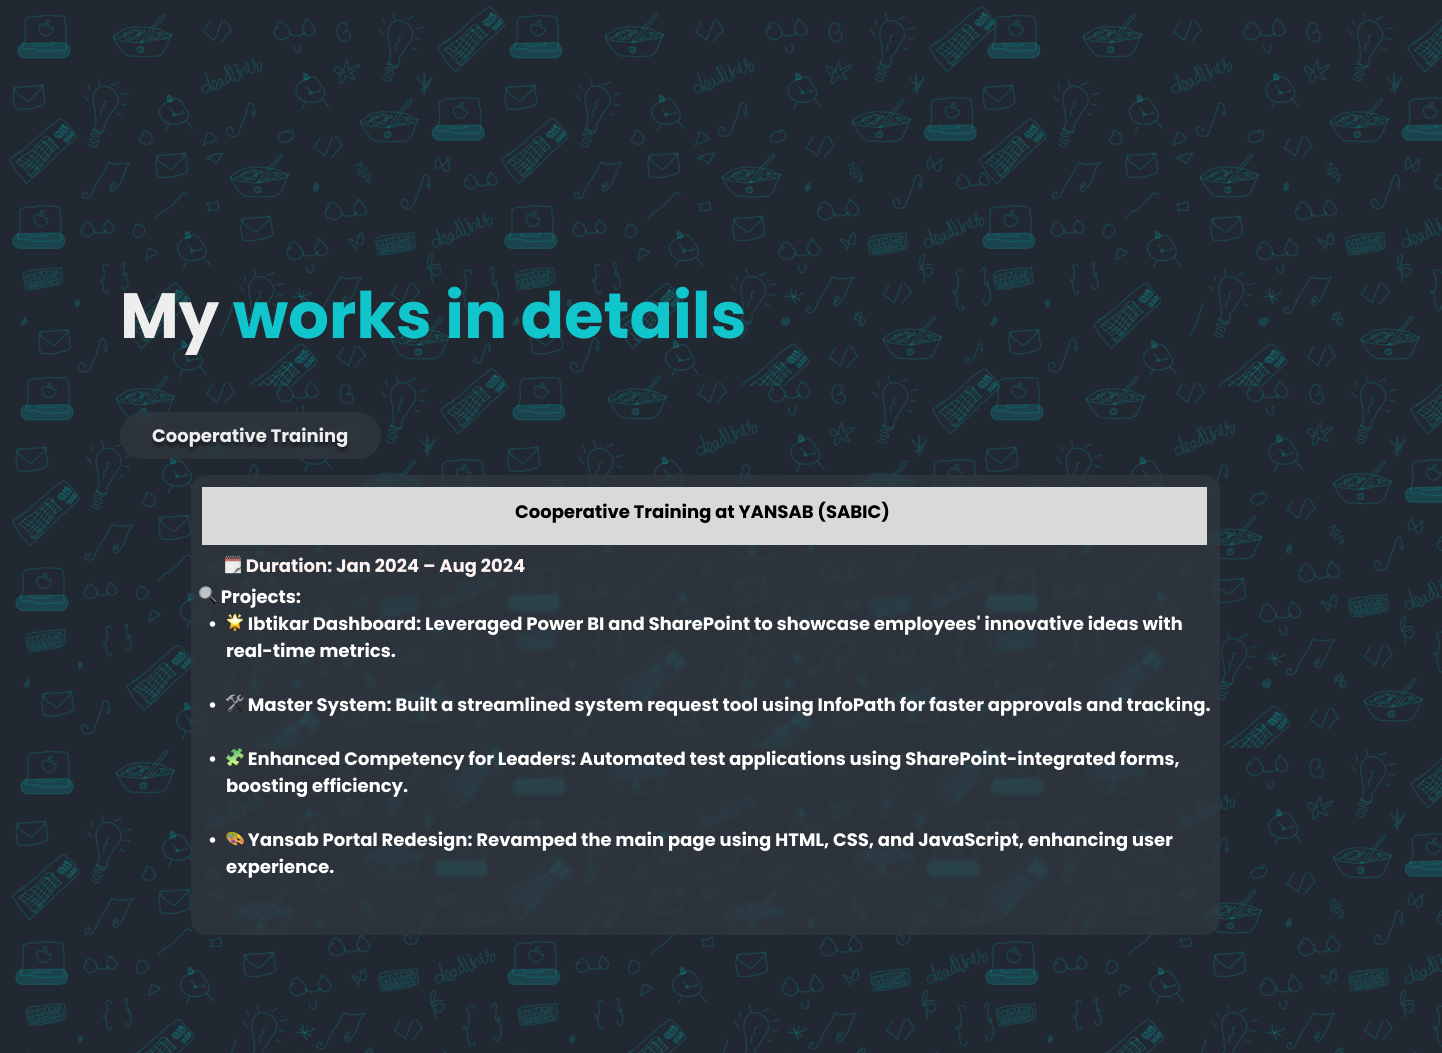 My works in details
Cooperative Training
Cooperative Training at YANSAB (SABIC)
🗓️ Duration: Jan 2024 – Aug 2024
🔍 Projects:
• 🌟 Ibtikar Dashboard: Leveraged Power BI and SharePoint to showcase employees' innovative ideas with
real-time metrics.
• 🛠️ Master System: Built a streamlined system request tool using InfoPath for faster approvals and tracking.
• 🧩 Enhanced Competency for Leaders: Automated test applications using SharePoint-integrated forms,
boosting efficiency.
• 🎨 Yansab Portal Redesign: Revamped the main page using HTML, CSS, and JavaScript, enhancing user
experience.